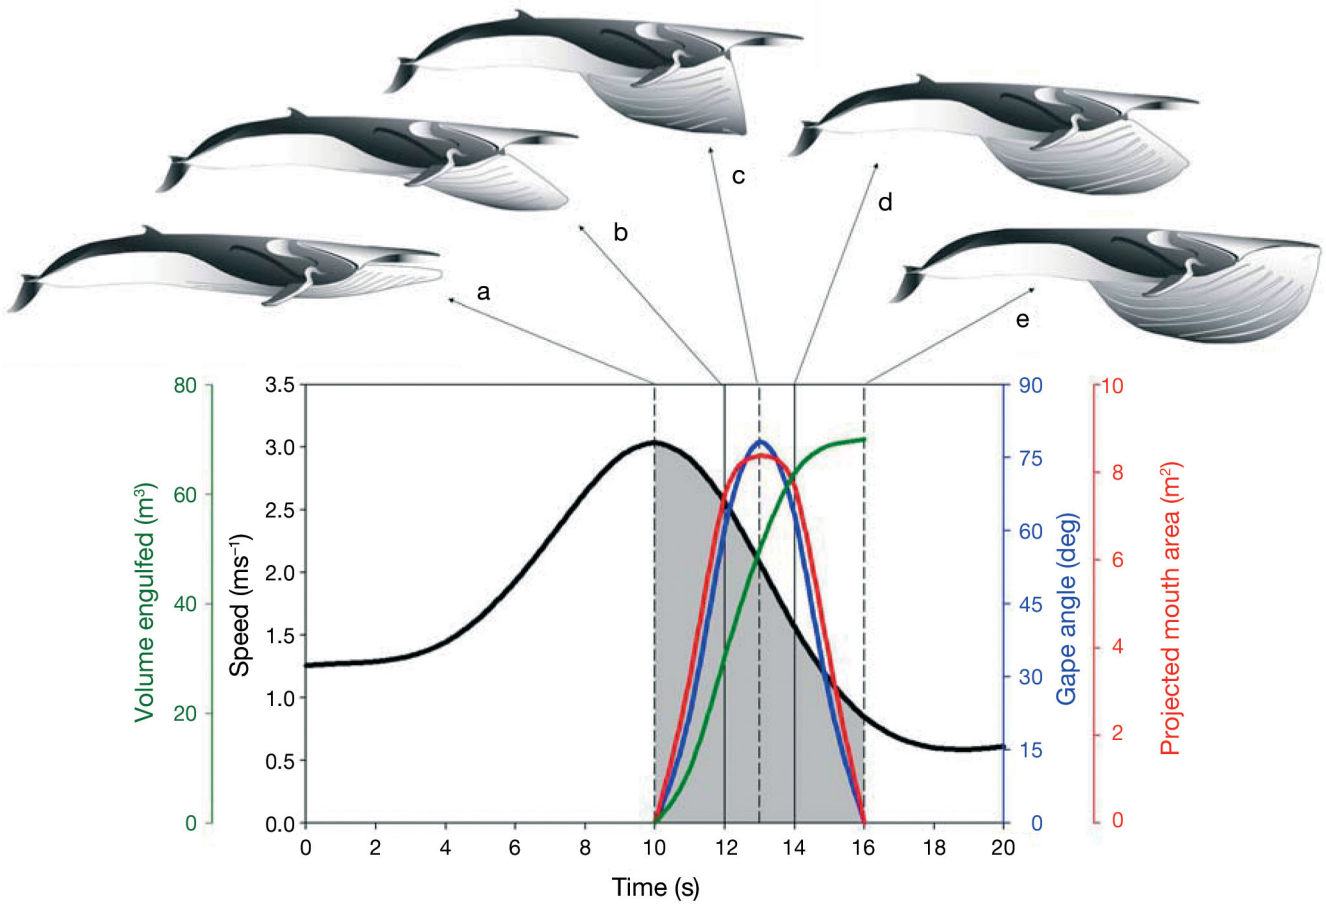 c
d
b
a
e
80
60
40
20
0
Volume engulfed (m³)
3.5
3.0
2.5
2.0
1.5
1.0
0.5
0.0
Speed (ms⁻¹)
90
75
60
45
30
15
0
Gape angle (deg)
10
8
6
4
2
0
Projected mouth area (m²)
0 2 4 6 8 10 12 14 16 18 20
Time (s)